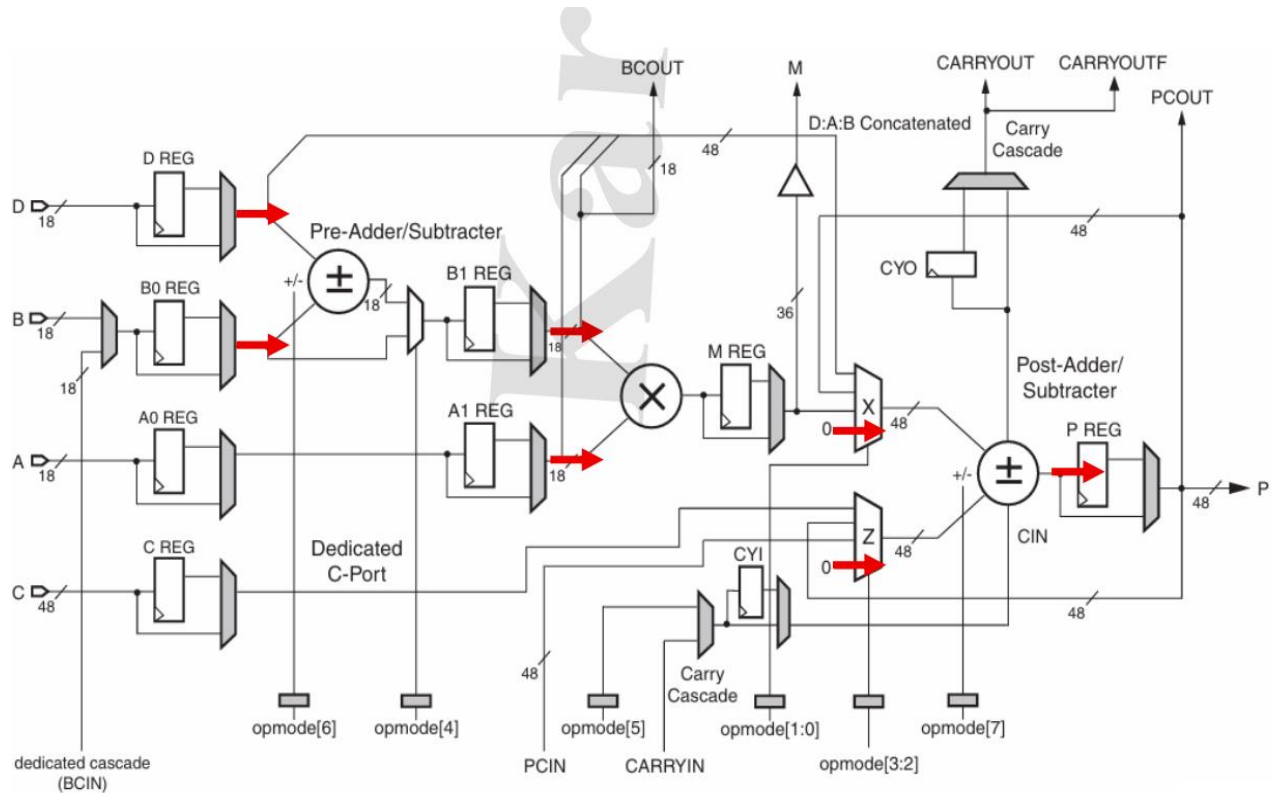 Kar
CARRYOUT
CARRYOUTF
BCOUT
M
PCOUT
D:A:B Concatenated
Carry
Cascade
48
18
D REG
D
18
Pre-Adder/Subtracter
48
+/-
±
18
B1 REG
CYO
B0 REG
B
18
36
18
18
M REG
Post-Adder/
Subtracter
A0 REG
A1 REG
X
48
0
P REG
A
18
18
+/-
±
48
P
Z
48
CIN
C REG
Dedicated
C-Port
CYI
0
C
48
48
48
Carry
Cascade
opmode[6]
opmode[4]
opmode[5]
opmode[1:0]
opmode[7]
dedicated cascade
(BCIN)
PCIN
CARRYIN
opmode[3:2]